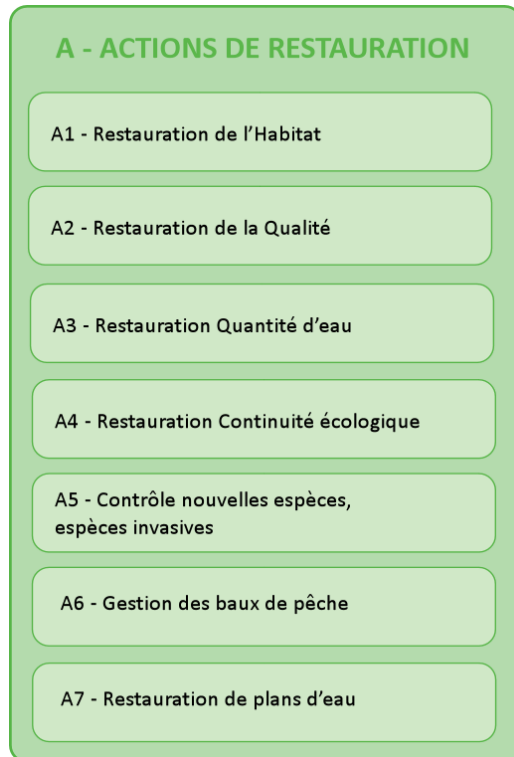 A - ACTIONS DE RESTAURATION
A1 - Restauration de l’Habitat
A2 - Restauration de la Qualité
A3 - Restauration Quantité d’eau
A4 - Restauration Continuité écologique
A5 - Contrôle nouvelles espèces,
espèces invasives
A6 - Gestion des baux de pêche
A7 - Restauration de plans d’eau